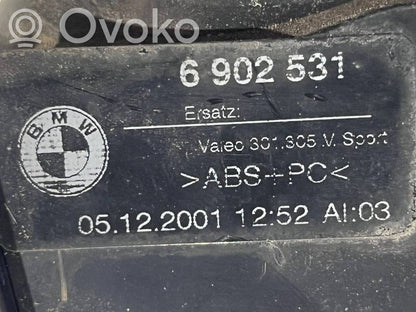 Ovoko
6 902 531
BMW
Ersatz:
Valeo 301.305 V. Sport
>ABS+PC<
05.12.2001 12:52 AI:03